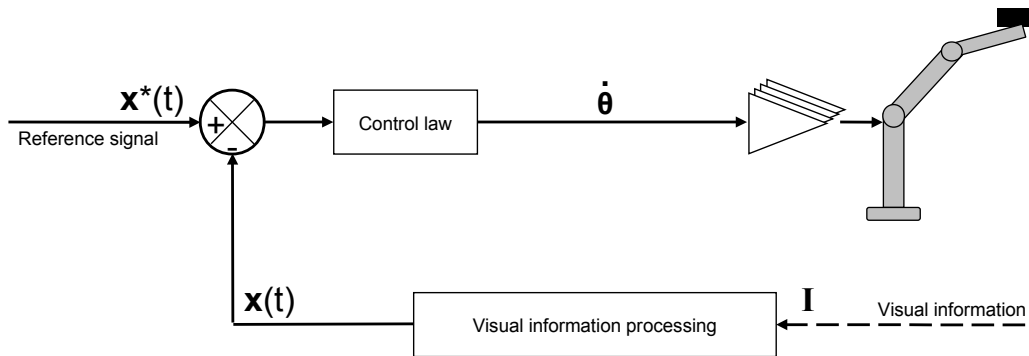 x*(t)
Reference signal
+
-
Control law
θ̇
x(t)
Visual information processing
I
Visual information